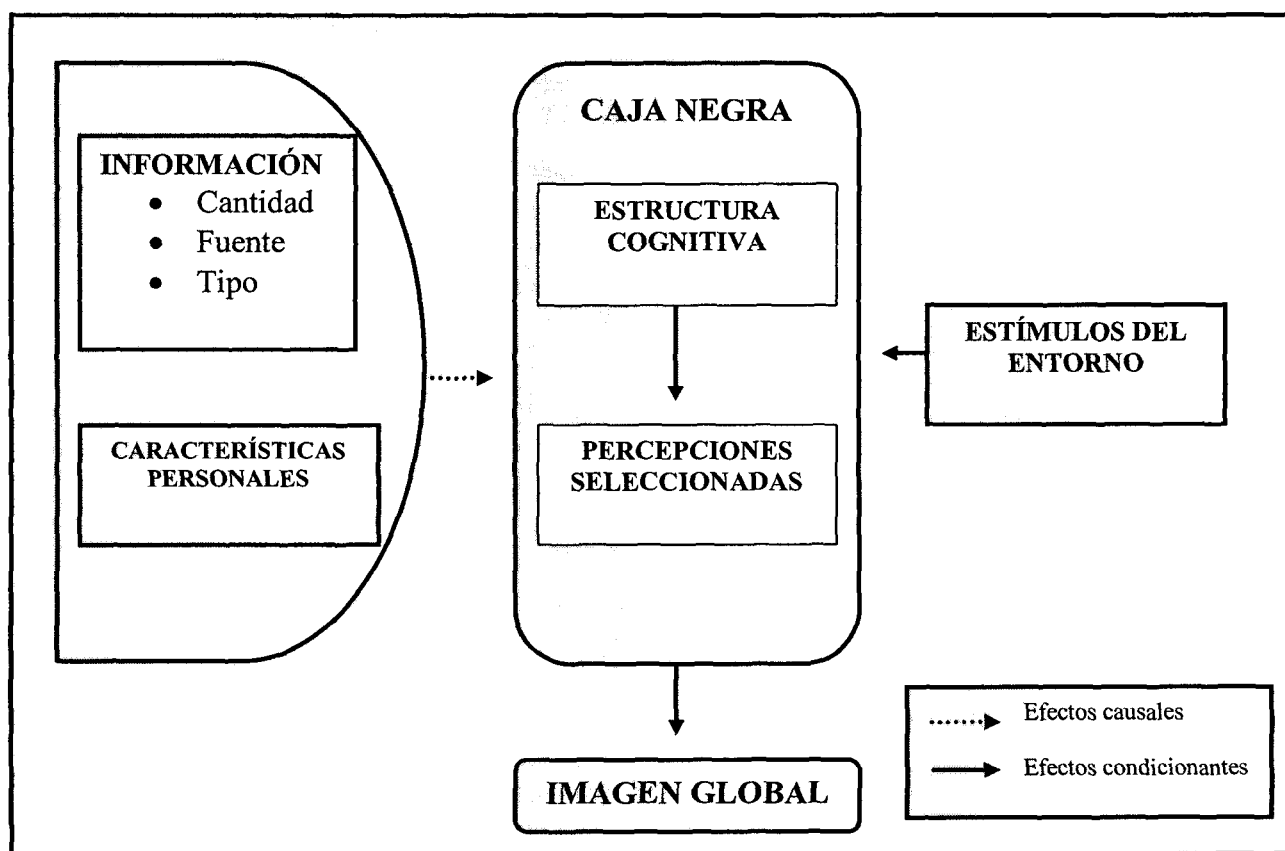 INFORMACIÓN
• Cantidad
• Fuente
• Tipo
CARACTERÍSTICAS
PERSONALES
CAJA NEGRA
ESTRUCTURA
COGNITIVA
PERCEPCIONES
SELECCIONADAS
ESTÍMULOS DEL
ENTORNO
IMAGEN GLOBAL
Efectos causales
Efectos condicionantes